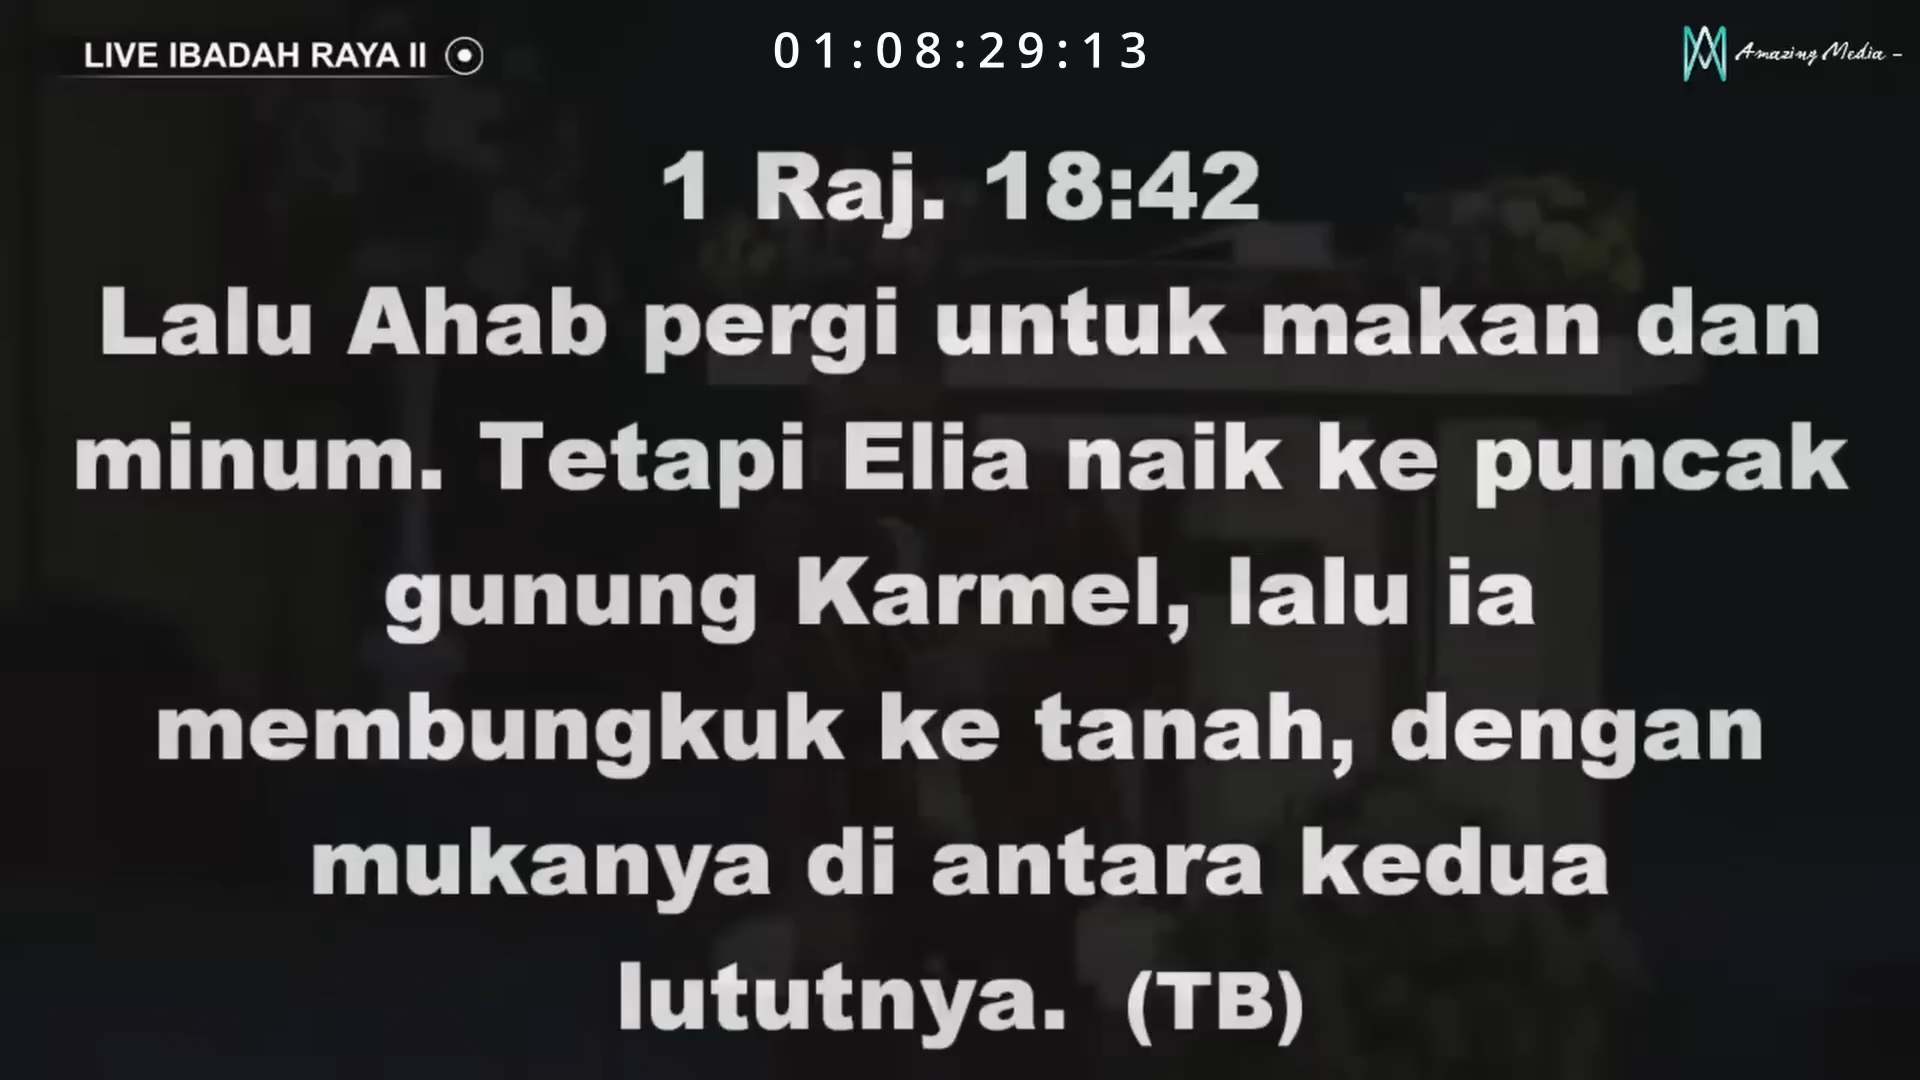 LIVE IBADAH RAYA II
01:08:29:13
Amazing Media -
1 Raj. 18:42
Lalu Ahab pergi untuk makan dan
minum. Tetapi Elia naik ke puncak
gunung Karmel, lalu ia
membungkuk ke tanah, dengan
mukanya di antara kedua
lututnya. (TB)